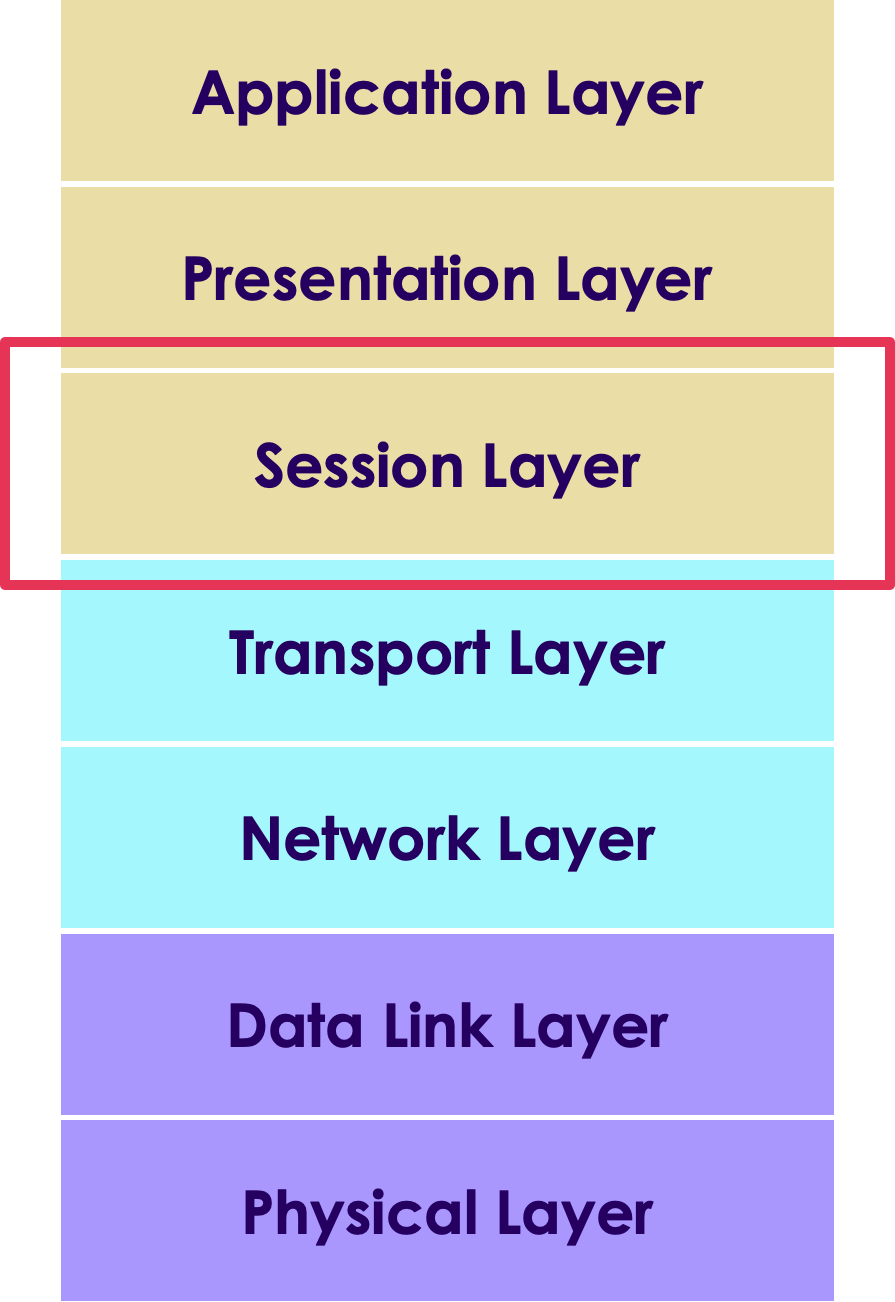 Application Layer
Presentation Layer
Session Layer
Transport Layer
Network Layer
Data Link Layer
Physical Layer